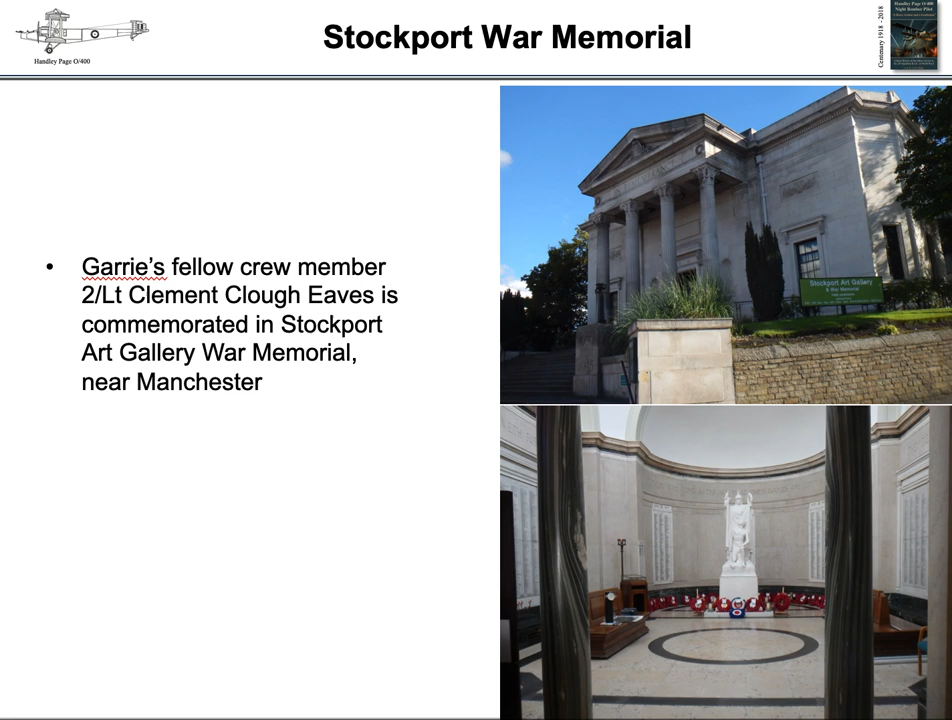 Handley Page O/400
Stockport War Memorial
Centenary 1918 - 2018
Handley Page O/400
Night Bomber Pilot
• Garrie’s fellow crew member
2/Lt Clement Clough Eaves is
commemorated in Stockport
Art Gallery War Memorial,
near Manchester
Stockport Art Gallery
& War Memorial